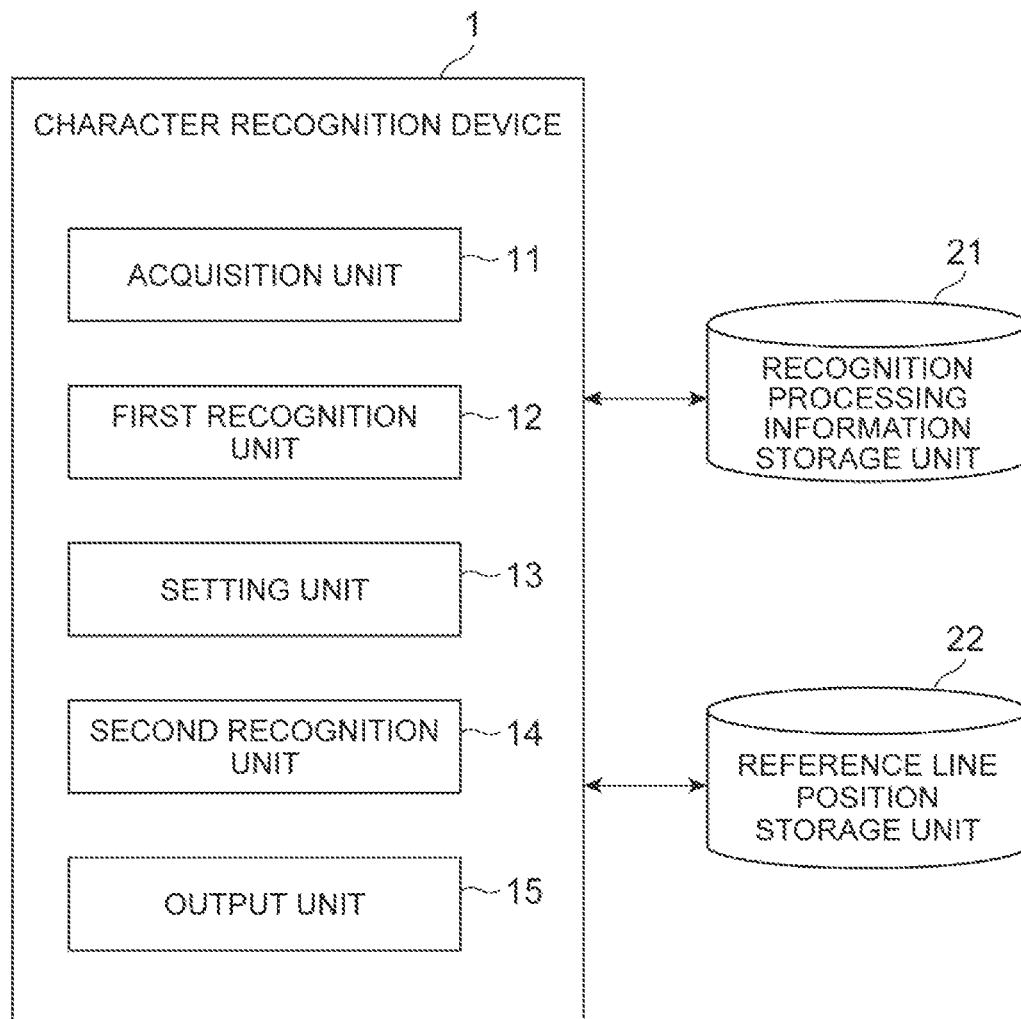 1
CHARACTER RECOGNITION DEVICE
ACQUISITION UNIT
11
FIRST RECOGNITION
UNIT
12
SETTING UNIT
13
SECOND RECOGNITION
UNIT
14
OUTPUT UNIT
15
21
RECOGNITION
PROCESSING
INFORMATION
STORAGE UNIT
22
REFERENCE LINE
POSITION
STORAGE UNIT